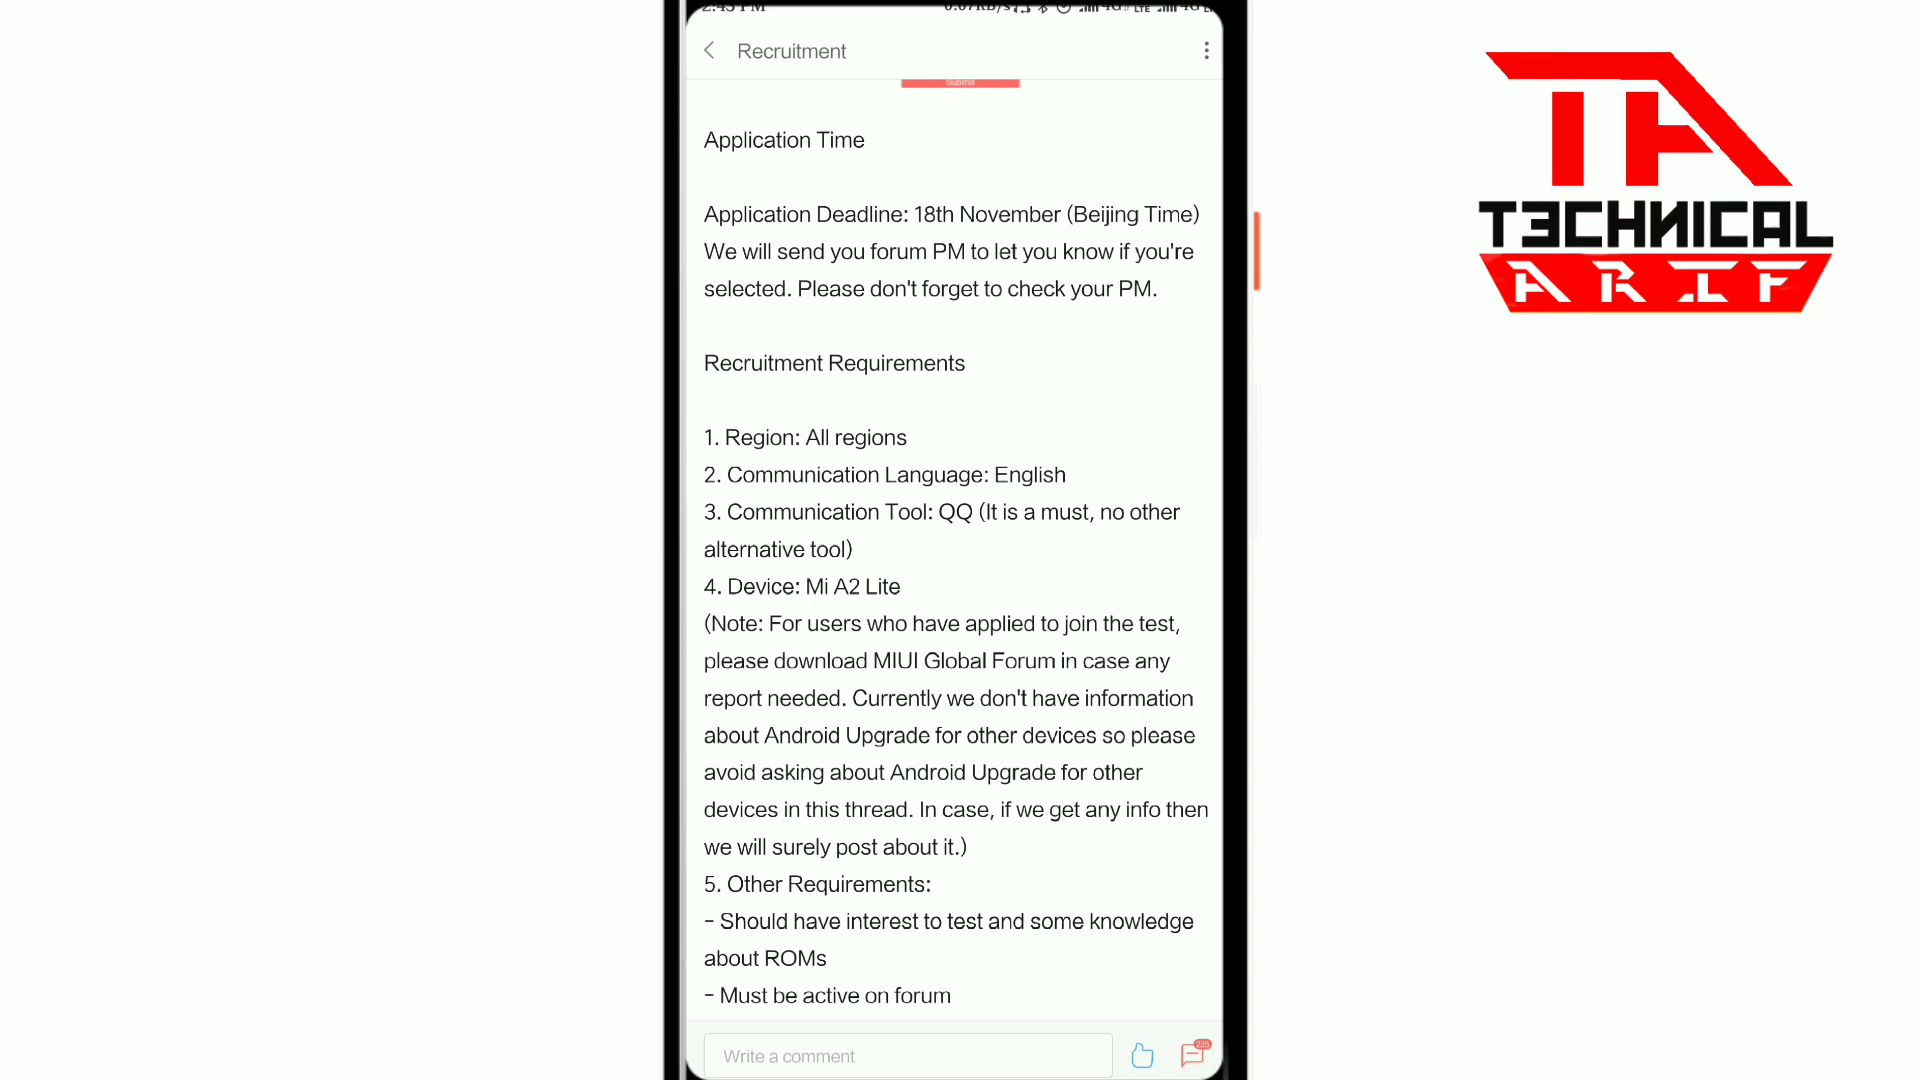 2:43 PM
Recruitment
Submit
Application Time
Application Deadline: 18th November (Beijing Time)
We will send you forum PM to let you know if you're
selected. Please don't forget to check your PM.
Recruitment Requirements
1. Region: All regions
2. Communication Language: English
3. Communication Tool: QQ (It is a must, no other
alternative tool)
4. Device: Mi A2 Lite
(Note: For users who have applied to join the test,
please download MIUI Global Forum in case any
report needed. Currently we don't have information
about Android Upgrade for other devices so please
avoid asking about Android Upgrade for other
devices in this thread. In case, if we get any info then
we will surely post about it.)
5. Other Requirements:
- Should have interest to test and some knowledge
about ROMs
- Must be active on forum
Write a comment
235
TA
TECHNICAL
ARIF